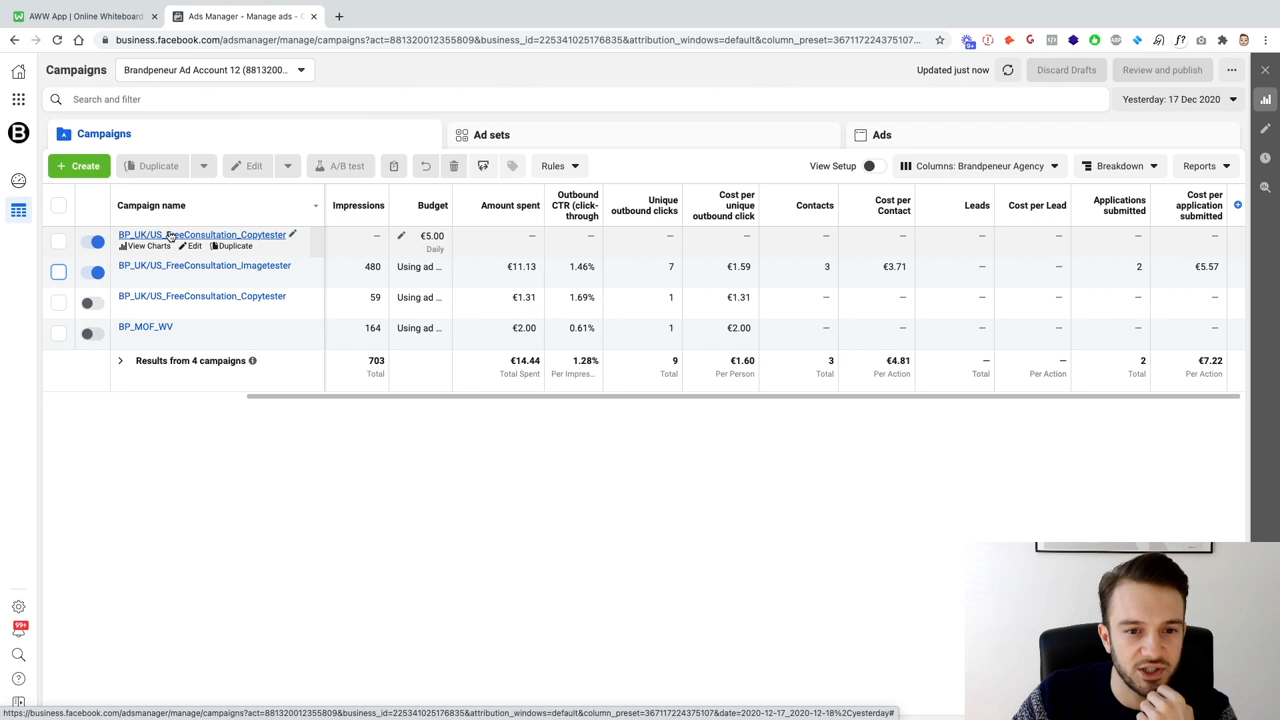 AWW App | Online Whiteboard
Ads Manager - Manage ads - C
business.facebook.com/adsmanager/manage/campaigns?act=881320012355809&business_id=225341025176835&attribution_windows=default&column_preset=367117224375107...
Campaigns
Brandpeneur Ad Account 12 (8813200...
Updated just now
Discard Drafts
Review and publish
Search and filter
Yesterday: 17 Dec 2020
Campaigns
Ad sets
Ads
+ Create
Duplicate
Edit
A/B test
Rules
View Setup
Columns: Brandpeneur Agency
Breakdown
Reports
Campaign name
Impressions
Budget
Amount spent
Outbound CTR (click-through
Unique outbound clicks
Cost per unique outbound click
Contacts
Cost per Contact
Leads
Cost per Lead
Applications submitted
Cost per application submitted
BP_UK/US_FreeConsultation_Copytester
View Charts Edit Duplicate
— €5.00 — — — — — — — — — —
Daily
BP_UK/US_FreeConsultation_Imagetester
480 Using ad ... €11.13 1.46% 7 €1.59 3 €3.71 — — 2 €5.57
BP_UK/US_FreeConsultation_Copytester
59 Using ad ... €1.31 1.69% 1 €1.31 — — — — — —
BP_MOF_WV
164 Using ad ... €2.00 0.61% 1 €2.00 — — — — — —
Results from 4 campaigns
703 €14.44 1.28% 9 €1.60 3 €4.81 — — 2 €7.22
Total Total Spent Per Impres... Total Per Person Total Per Action Total Per Action Total Per Action
99+
https://business.facebook.com/adsmanager/manage/campaigns?act=881320012355809&business_id=225341025176835&attribution_windows=default&column_preset=367117224375107&date=2020-12-17_2020-12-18%2Cyesterday#